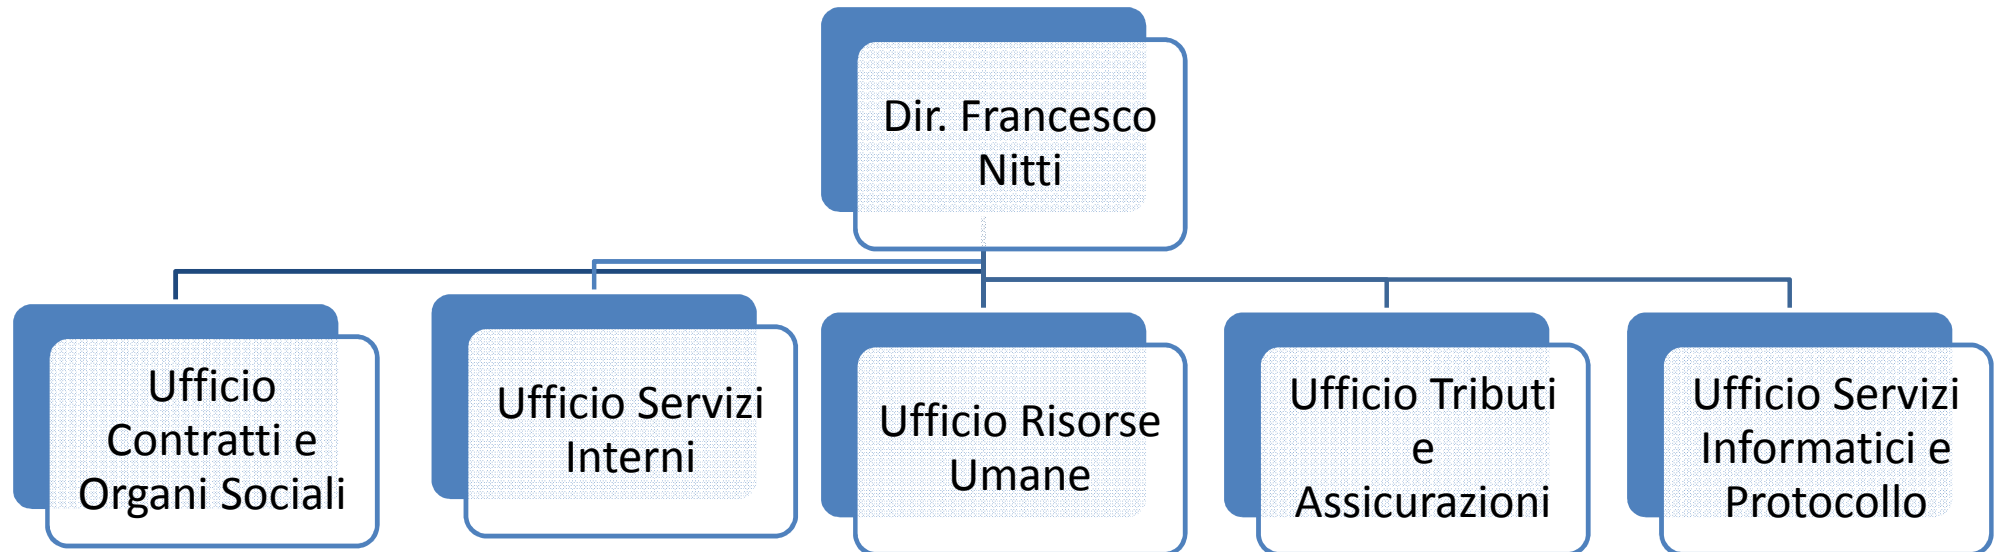 Dir. Francesco
Nitti
Ufficio
Contratti e
Organi Sociali
Ufficio Servizi
Interni
Ufficio Risorse
Umane
Ufficio Tributi
e
Assicurazioni
Ufficio Servizi
Informatici e
Protocollo